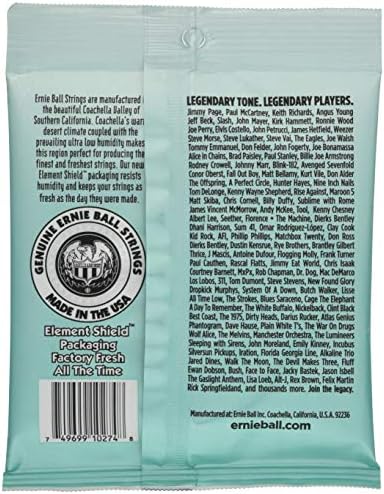 Ernie Ball Strings are manufactured in
the beautiful Coachella Valley of
Southern California. Coachella's warm
desert climate coupled with the
prevailing ultra low humidity makes
this region perfect for producing the
finest and freshest strings. Our new
Element Shield™ packaging resists
humidity and keeps your strings as
fresh as the day they were made.
GENUINE ERNIE BALL STRINGS
MADE IN THE USA
Element Shield™
Packaging
Factory Fresh
All The Time
7 49699 10274 8
LEGENDARY TONE. LEGENDARY PLAYERS.
Jimmy Page, Paul McCartney, Keith Richards, Angus Young
Jeff Beck, Slash, John Mayer, Kirk Hammett, Ronnie Wood
Joe Perry, Elvis Costello, John Petrucci, James Hetfield, Weezer
Steve Morse, Steve Lukather, Steve Vai, The Eagles, Joe Walsh
Tommy Emmanuel, Don Felder, John Fogerty, Joe Bonamassa
Alice in Chains, Brad Paisley, Paul Stanley, Billie Joe Armstrong
Rodney Crowell, Johnny Marr, Blink-182, Avenged Sevenfold
Conor Oberst, Fall Out Boy, Matt Bellamy, Kurt Vile, Don Alder
The Offspring, A Perfect Circle, Hunter Hayes, Nine Inch Nails
Tom DeLonge, Kenny Wayne Shepherd, Rise Against, Maroon 5
Matt Skiba, Chris Cornell, Billy Duffy, Sublime with Rome
James Vincent McMorrow, Andy McKee, Tool, Kenny Chesney
Albert Lee, Seether, Florence + The Machine, Dierks Bentley
Dhani Harrison, Sum 41, Omar Rodríguez-López, Clay Cook
Kid Rock, AFI, Phillip Phillips, Matchbox Twenty, Don Ross
Dierks Bentley, Dustin Kensrue, Rye Brothers, Brantley Gilbert
Thrice, J Mascis, Antoine Dufour, Flogging Molly, Frank Turner
Paul Cauthen, Rascal Flatts, Jimmy Eat World, Chris Isaak
Courtney Barnett, MxPx, Rob Chapman, Dr. Dog, Mac DeMarco
Los Lobos, 311, Tom Dumont, Steve Stevens, New Found Glory
Dropkick Murphys, System Of A Down, Butch Walker, Lisse
All Time Low, The Strokes, Blues Saraceno, Cage The Elephant
A Day To Remember, The White Buffalo, Nickelback, Clint Black
Best Coast, The 1975, Dirty Heads, Darius Rucker, Atlas Genius
Phantogram, Dave Hause, Plain White T's, The War On Drugs
Wolf Alice, The Melvins, Manchester Orchestra, The Lumineers
Sleeping with Sirens, John Moreland, Emily Kinney, Incubus
Silversun Pickups, Iration, Florida Georgia Line, Alkaline Trio
Jared Dines, Walk The Moon, The Devil Makes Three, Fluff
Ewan Dobson, Bush, Face to Face, Jacky Bastek, Jason Isbell
The Gaslight Anthem, Lisa Loeb, Alt-J, Rex Brown, Felix Martin
Rick Springfield, and thousands more. Join the legacy.
Manufactured at: Ernie Ball Inc. Coachella, California, U.S.A. 92236
ernieball.com